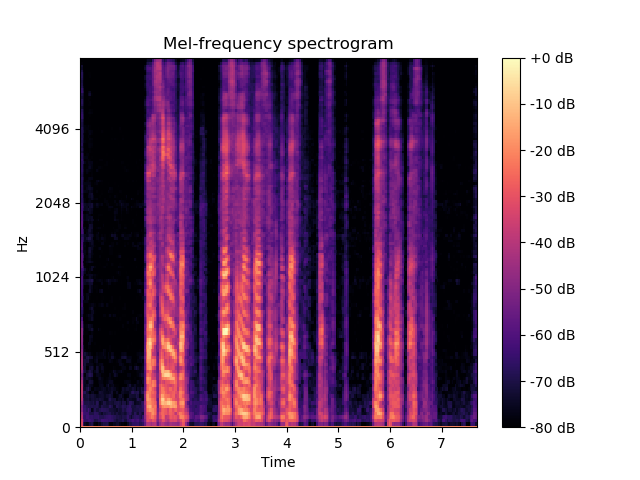 Mel-frequency spectrogram
+0 dB
-10 dB
-20 dB
-30 dB
-40 dB
-50 dB
-60 dB
-70 dB
-80 dB
Hz
4096
2048
1024
512
0
0 1 2 3 4 5 6 7
Time